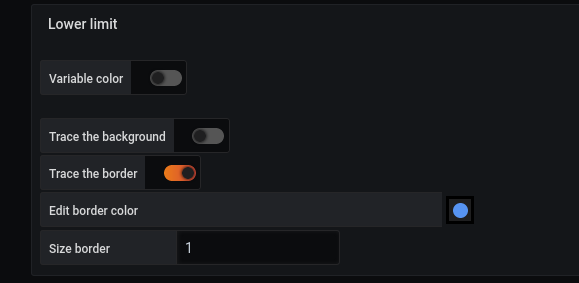 Lower limit
Variable color
Trace the background
Trace the border
Edit border color
Size border 1